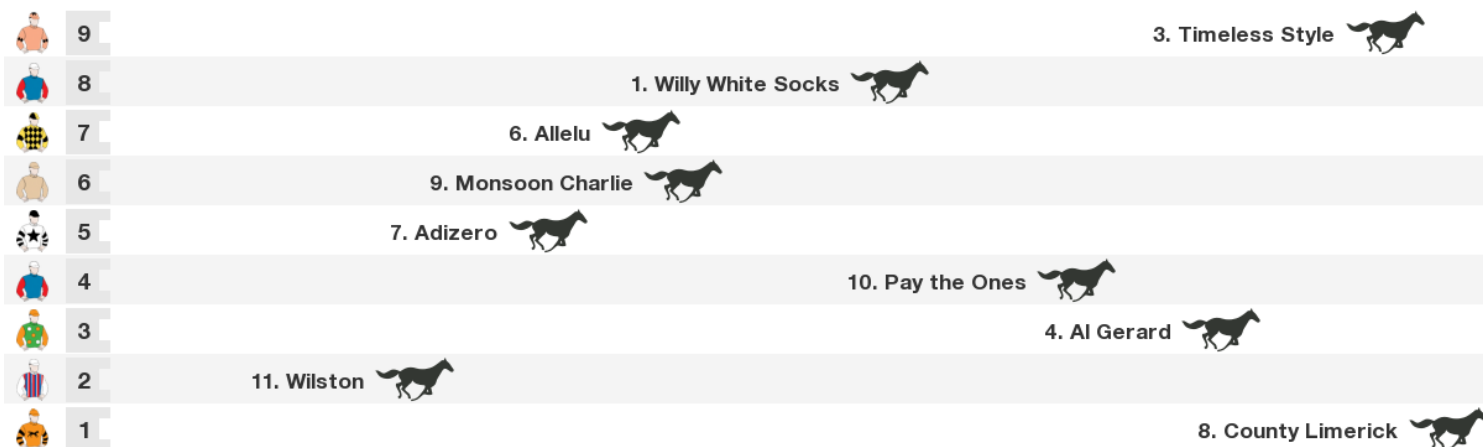 9 3. Timeless Style
8 1. Willy White Socks
7 6. Allelu
6 9. Monsoon Charlie
5 7. Adizero
4 10. Pay the Ones
3 4. Al Gerard
2 11. Wilston
1 8. County Limerick